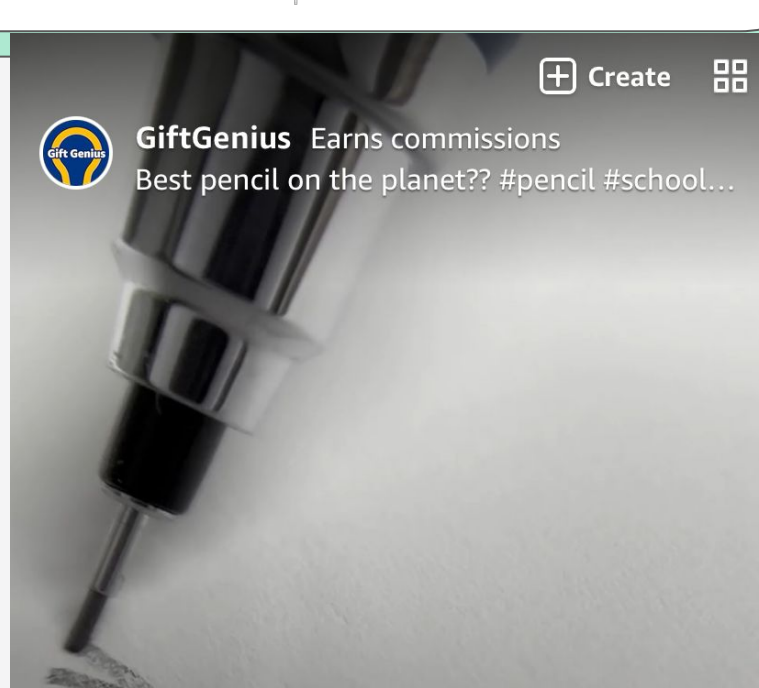 Create
GiftGenius Earns commissions
Gift Genius
Best pencil on the planet?? #pencil #school...